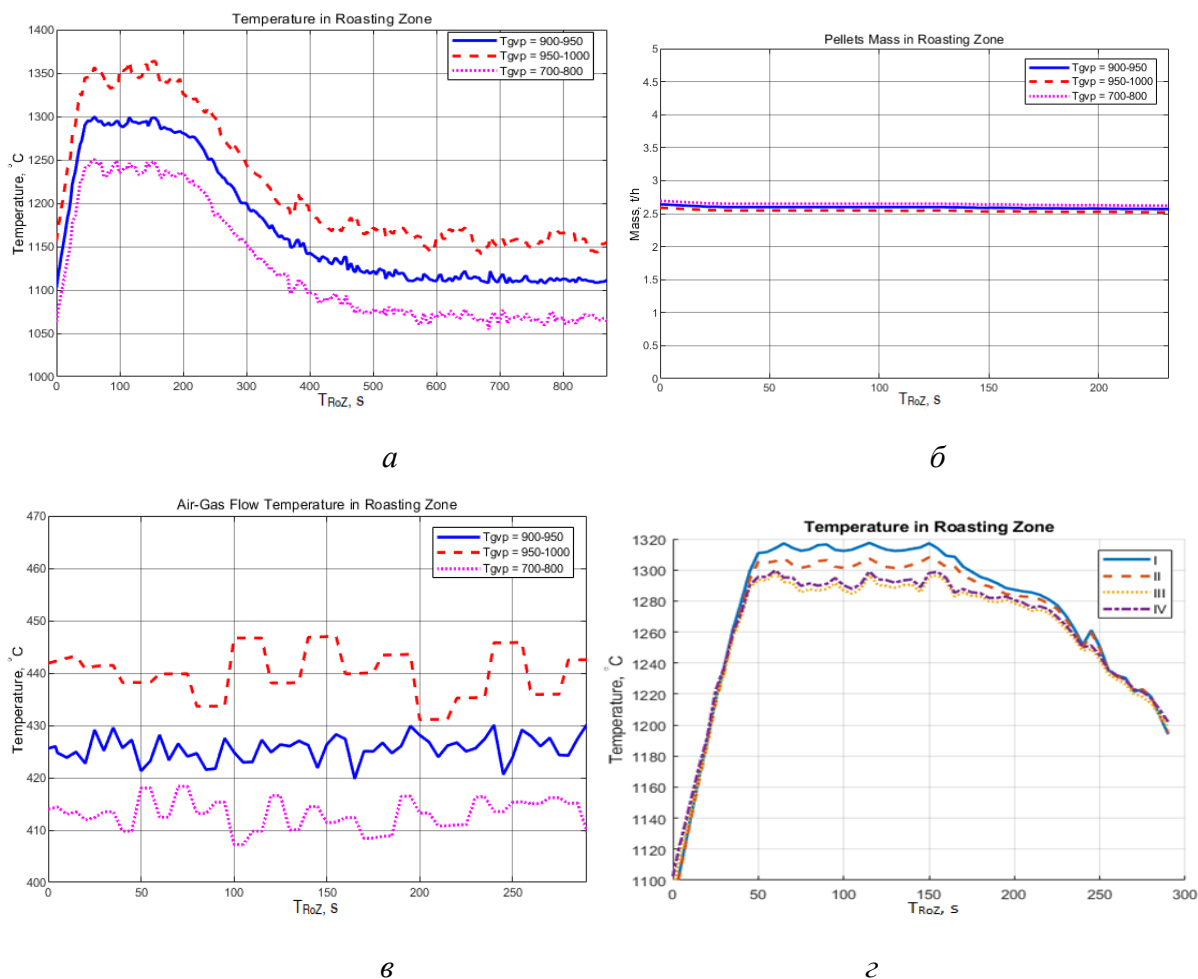 Temperature in Roasting Zone
1400
1350
1300
1250
1200
1150
1100
1050
1000
Temperature, °C
Tgvp = 900-950
Tgvp = 950-1000
Tgvp = 700-800
0 100 200 300 400 500 600 700 800
TRoZ, s
а
Pellets Mass in Roasting Zone
5
4.5
4
3.5
3
2.5
2
1.5
1
0.5
0
Mass, t/h
Tgvp = 900-950
Tgvp = 950-1000
Tgvp = 700-800
0 50 100 150 200
TRoZ, s
б
Air-Gas Flow Temperature in Roasting Zone
470
460
450
440
430
420
410
400
Temperature, °C
Tgvp = 900-950
Tgvp = 950-1000
Tgvp = 700-800
0 50 100 150 200 250
TRoZ, s
в
Temperature in Roasting Zone
1320
1300
1280
1260
1240
1220
1200
1180
1160
1140
1120
1100
Temperature, °C
I
II
III
IV
0 50 100 150 200 250 300
TRoZ, s
г